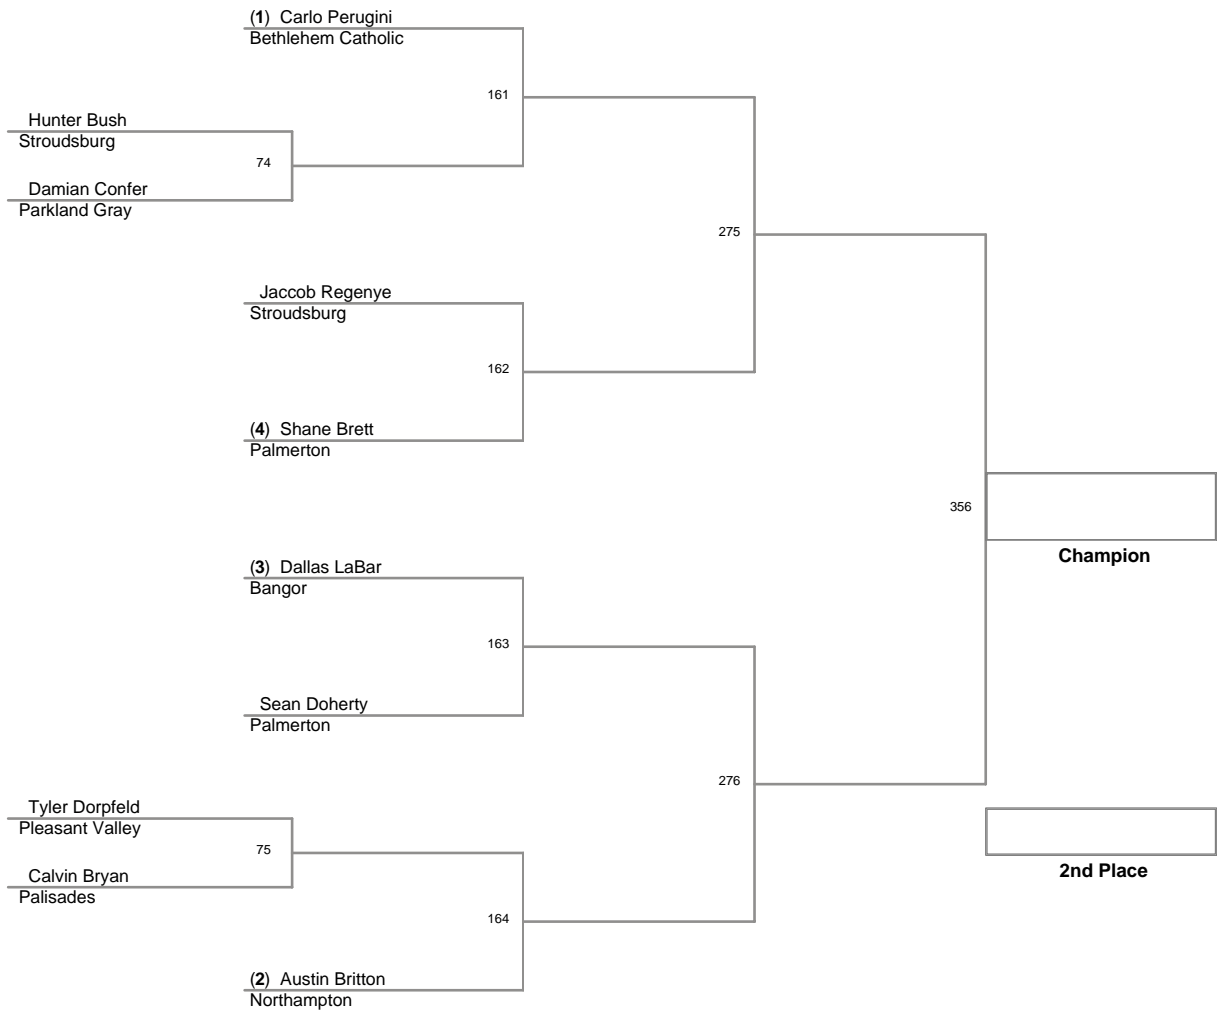 (1) Carlo Perugini
Bethlehem Catholic
161
Hunter Bush
Stroudsburg
74
Damian Confer
Parkland Gray
275
Jaccob Regenye
Stroudsburg
162
(4) Shane Brett
Palmerton
356
Champion
(3) Dallas LaBar
Bangor
163
Sean Doherty
Palmerton
276
Tyler Dorpfeld
Pleasant Valley
75
Calvin Bryan
Palisades
2nd Place
164
(2) Austin Britton
Northampton